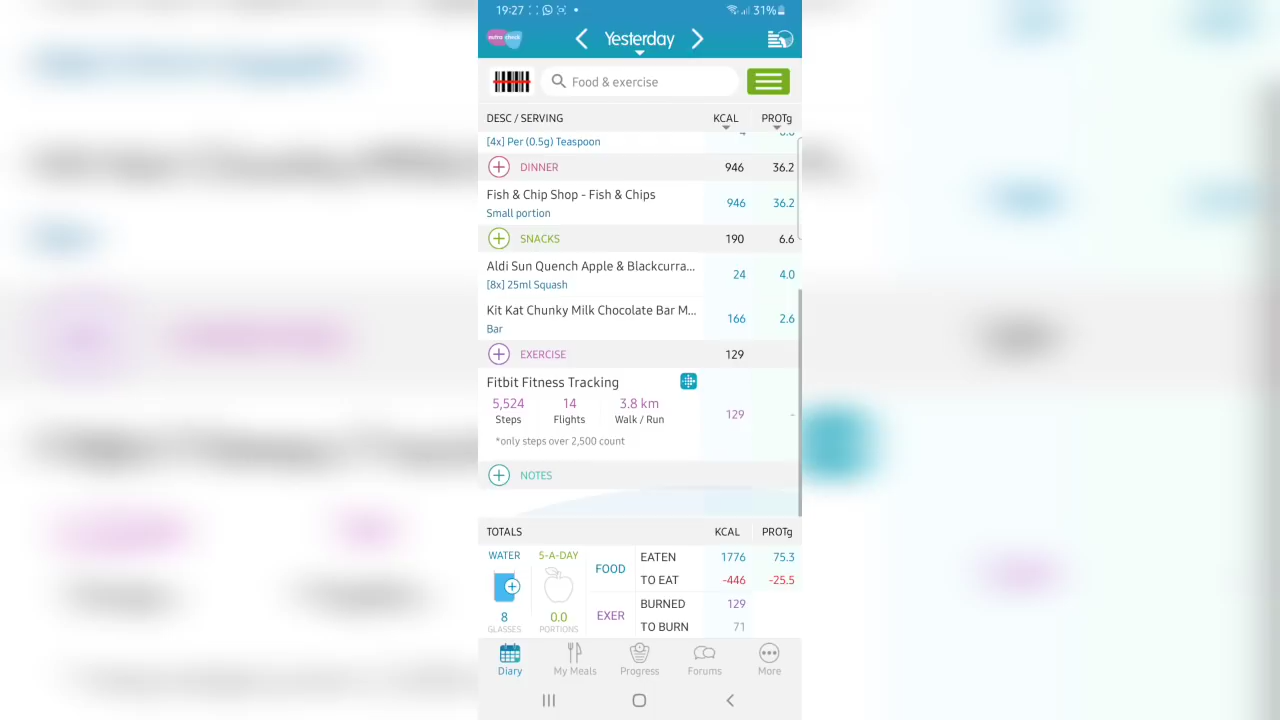 19:27 31%
nutra check Yesterday
Food & exercise
DESC / SERVING KCAL PROTg
[4x] Per (0.5g) Teaspoon
DINNER 946 36.2
Fish & Chip Shop - Fish & Chips
946 36.2
Small portion
SNACKS 190 6.6
Aldi Sun Quench Apple & Blackcurra...
24 4.0
[8x] 25ml Squash
Kit Kat Chunky Milk Chocolate Bar M...
166 2.6
Bar
EXERCISE 129
Fitbit Fitness Tracking
5,524 14 3.8 km
129 -
Steps Flights Walk / Run
*only steps over 2,500 count
NOTES
TOTALS KCAL PROTg
WATER 5-A-DAY EATEN 1776 75.3
FOOD
TO EAT -446 -25.5
BURNED 129
8 0.0 EXER
GLASSES PORTIONS TO BURN 71
Diary My Meals Progress Forums More